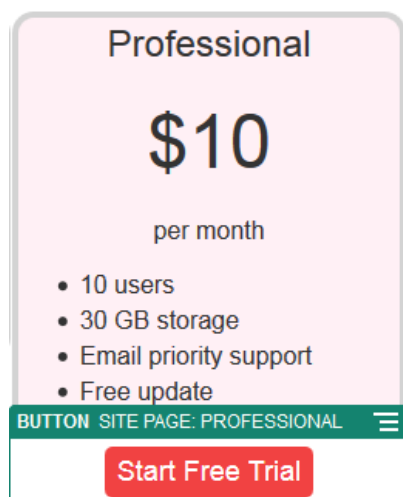 Professional
$10
per month
• 10 users
• 30 GB storage
• Email priority support
• Free update
BUTTON SITE PAGE: PROFESSIONAL
Start Free Trial